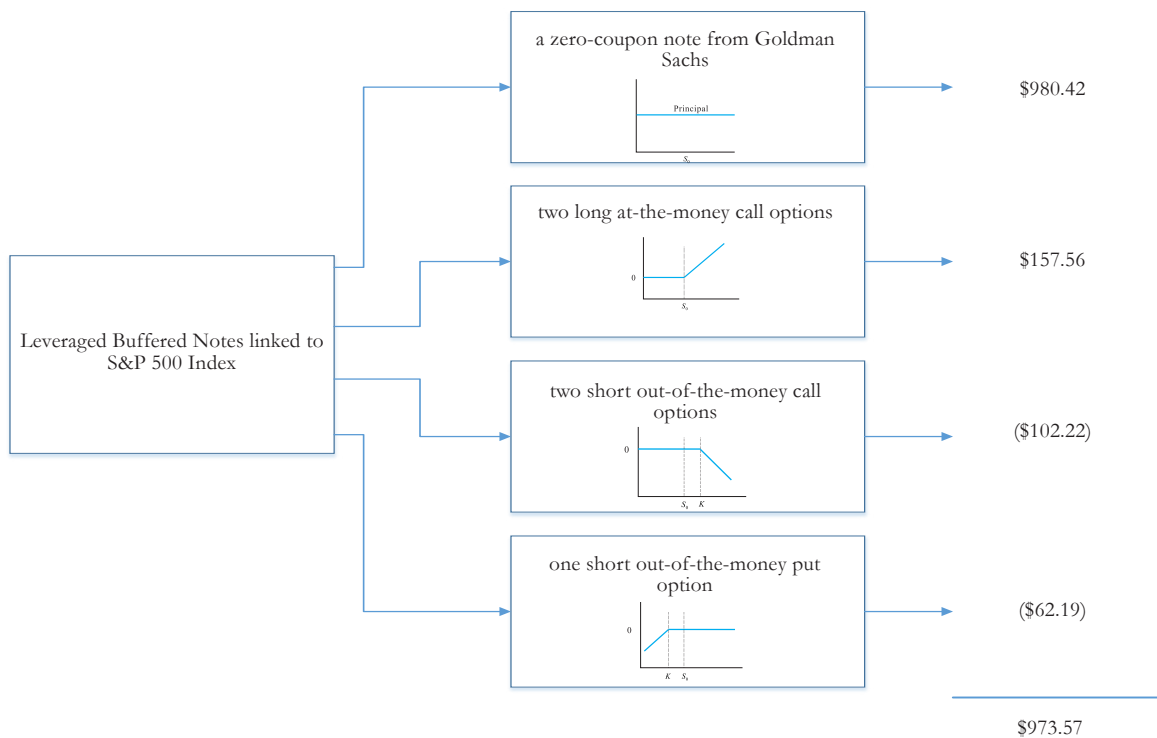 Leveraged Buffered Notes linked to
S&P 500 Index
a zero-coupon note from Goldman
Sachs
Principal
S₀
$980.42
two long at-the-money call options
0
S₀
$157.56
two short out-of-the-money call
options
0
S₀ K
($102.22)
one short out-of-the-money put
option
0
K S₀
($62.19)
$973.57